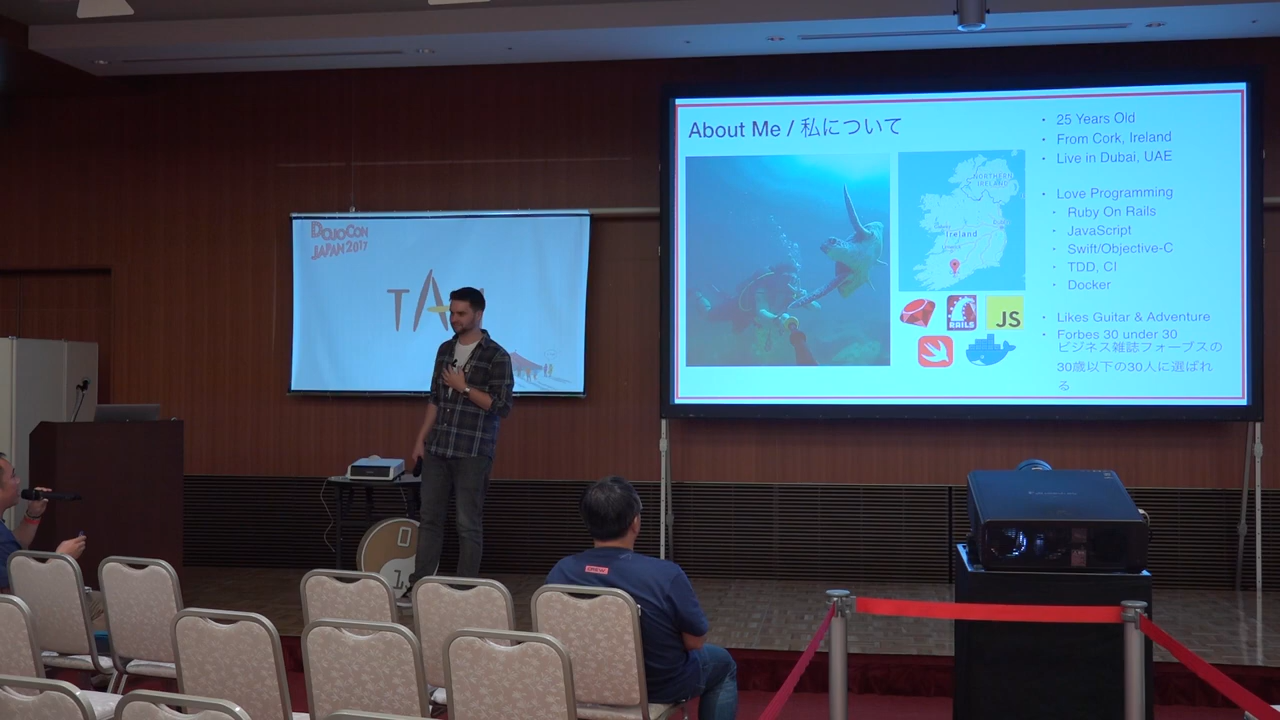 DOJOCON
JAPAN 2017
TA
About Me / 私について
25 Years Old
From Cork, Ireland
Live in Dubai, UAE
Love Programming
Ruby On Rails
JavaScript
Swift/Objective-C
TDD, CI
Docker
Likes Guitar & Adventure
Forbes 30 under 30
ビジネス雑誌フォーブスの
30歳以下の30人に選ばれ
る
NORTHERN
IRELAND
Ireland
RAILS
JS